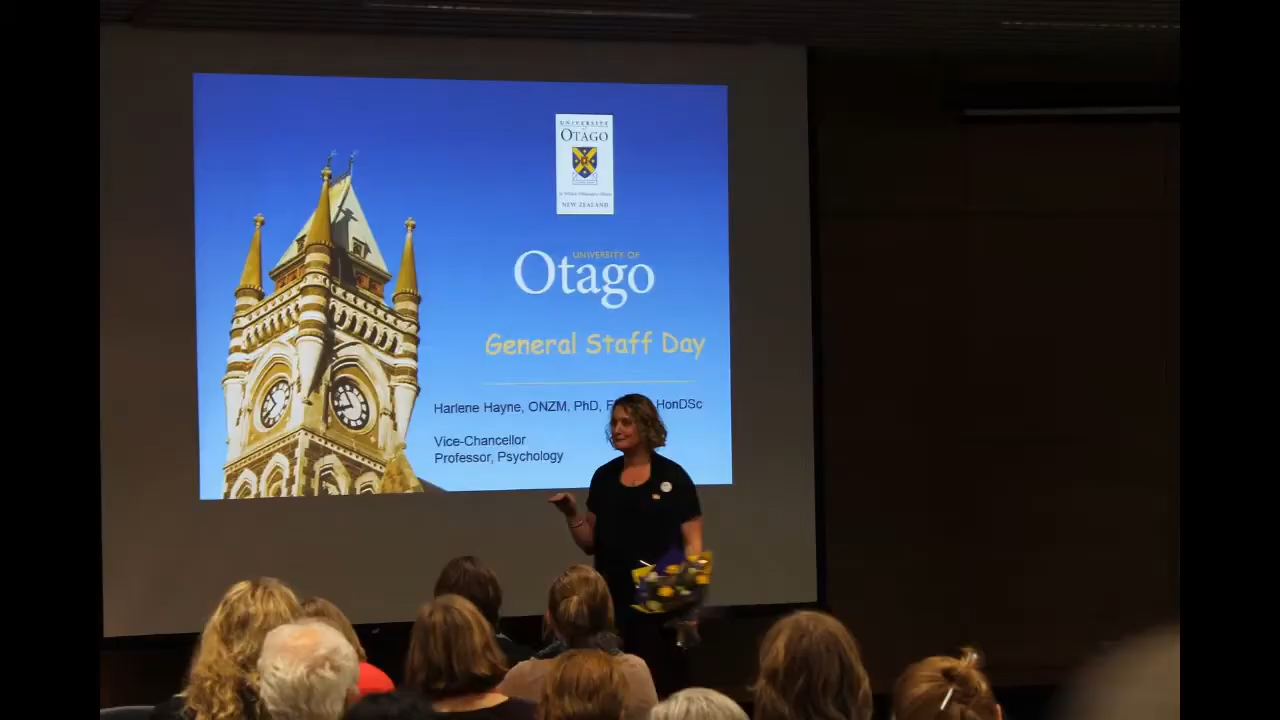 UNIVERSITY
OTAGO
NEW ZEALAND
UNIVERSITY OF
Otago
General Staff Day
Harlene Hayne, ONZM, PhD, HonDSc
Vice-Chancellor
Professor, Psychology